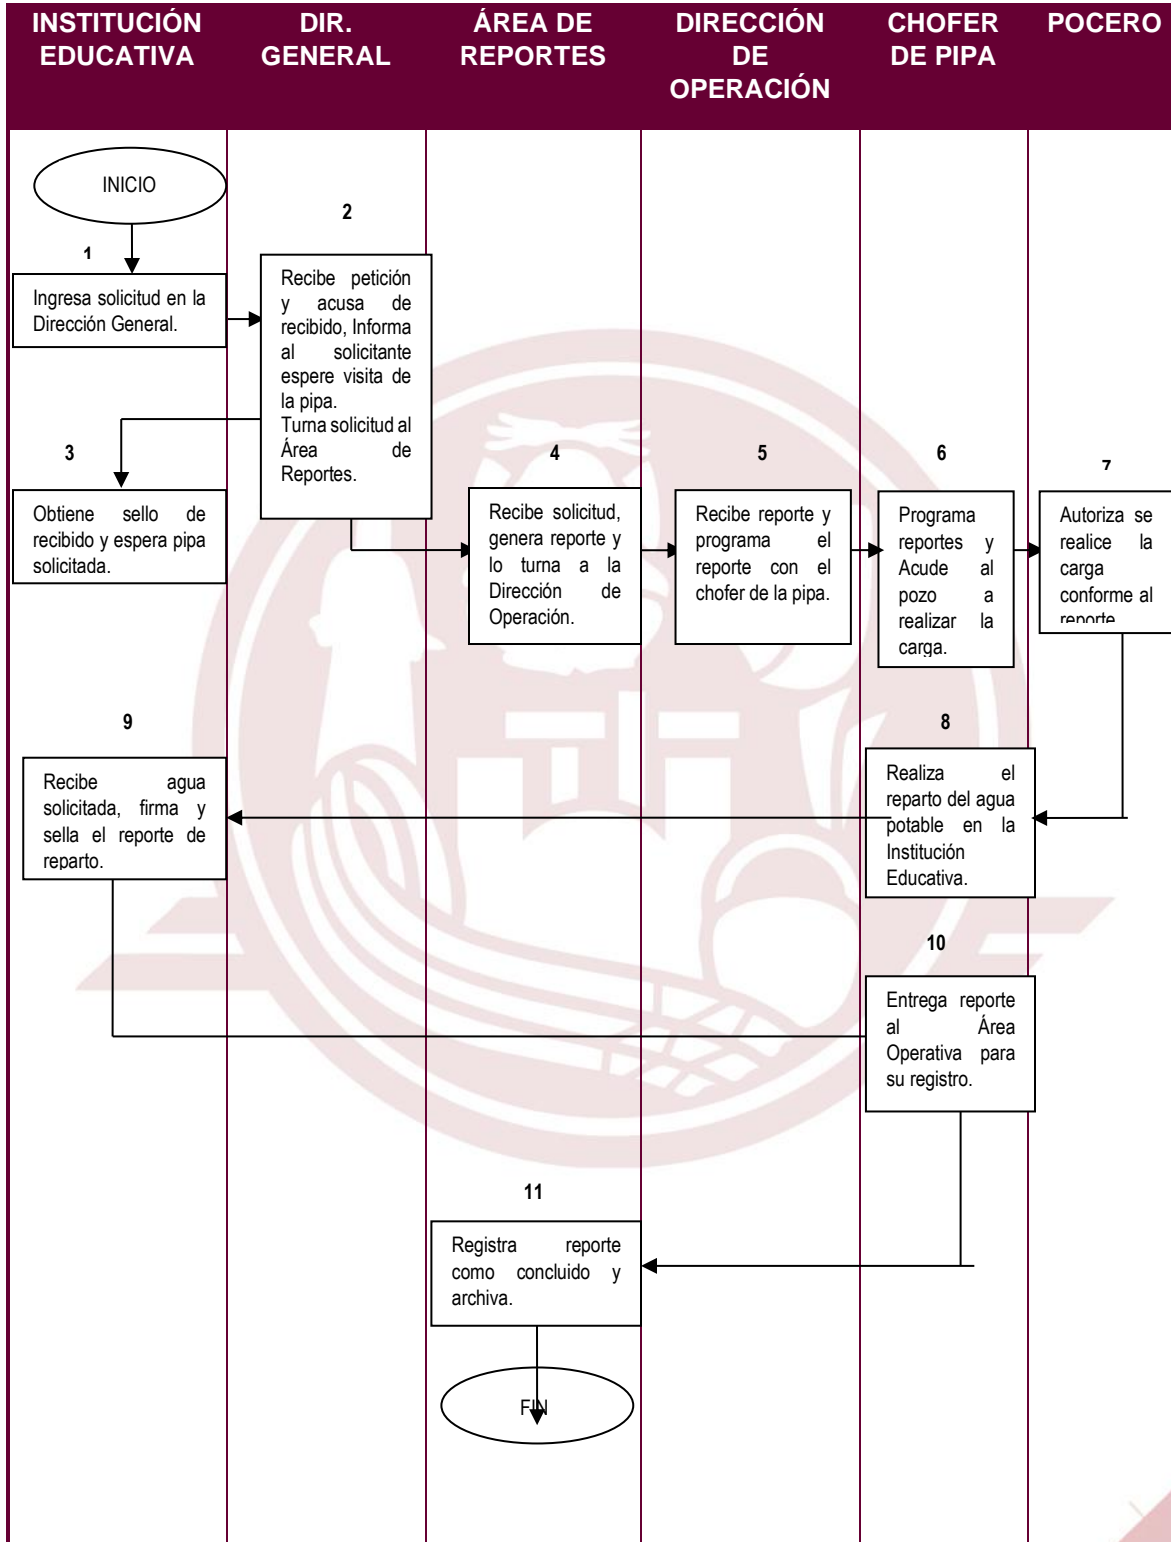 INSTITUCIÓN
EDUCATIVA
DIR.
GENERAL
ÁREA DE
REPORTES
DIRECCIÓN
DE
OPERACIÓN
CHOFER
DE PIPA
POCERO
INICIO
1
Ingresa solicitud en la
Dirección General.
2
Recibe petición
y acusa de
recibido, Informa
al solicitante
espere visita de
la pipa.
Turna solicitud al
Área de
Reportes.
3
Obtiene sello de
recibido y espera pipa
solicitada.
4
Recibe solicitud,
genera reporte y
lo turna a la
Dirección de
Operación.
5
Recibe reporte y
programa el
reporte con el
chofer de la pipa.
6
Programa
reportes y
Acude al
pozo a
realizar la
carga.
7
Autoriza se
realice la
carga
conforme al
reporte
8
Realiza el
reparto del agua
potable en la
Institución
Educativa.
9
Recibe agua
solicitada, firma y
sella el reporte de
reparto.
10
Entrega reporte
al Área
Operativa para
su registro.
11
Registra reporte
como concluido y
archiva.
FIN